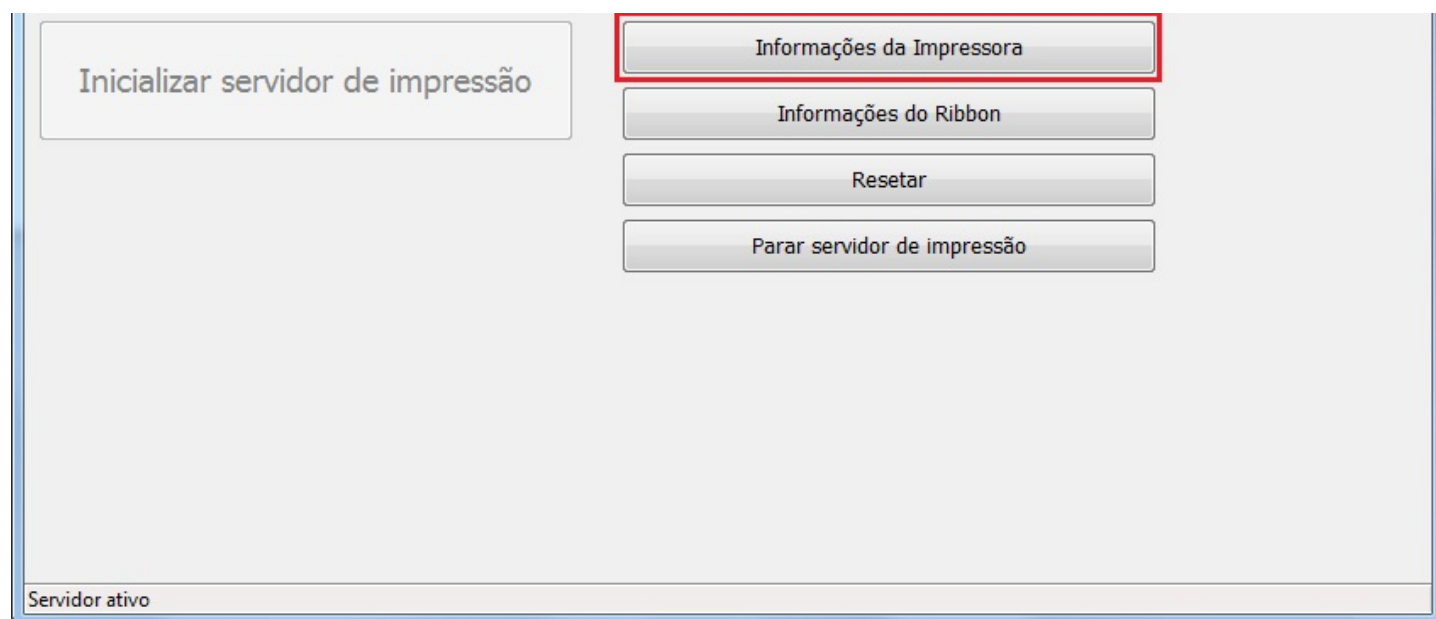 Inicializar servidor de impressão
Informações da Impressora
Informações do Ribbon
Resetar
Parar servidor de impressão
Servidor ativo